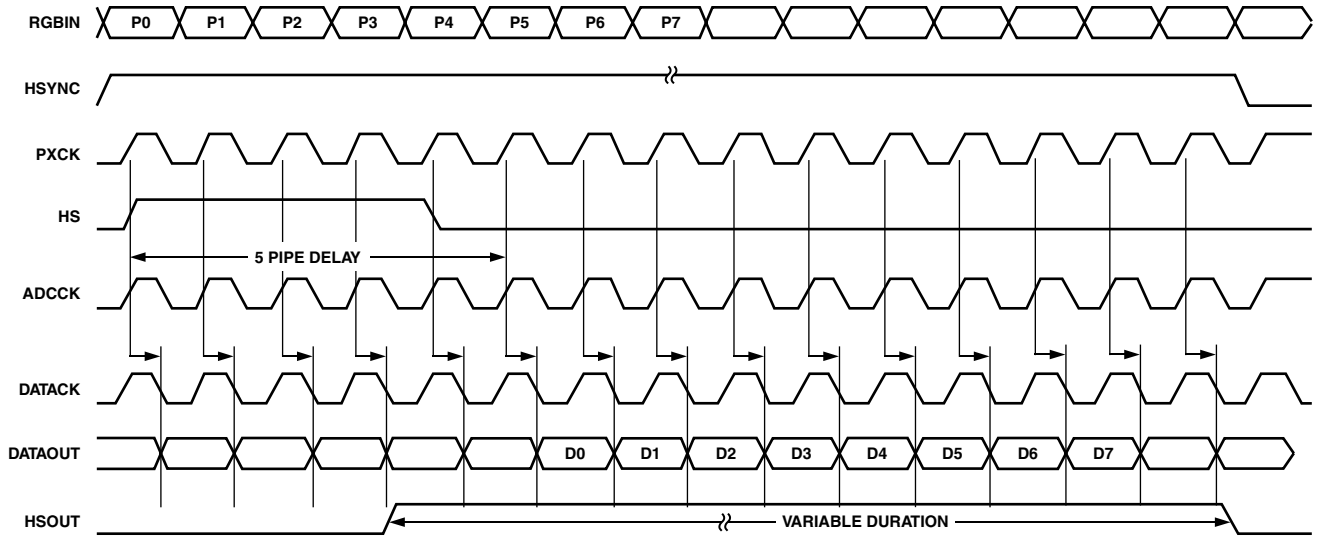 RGBIN P0 P1 P2 P3 P4 P5 P6 P7
HSYNC
PXCK
HS
5 PIPE DELAY
ADCCK
DATACK
DATAOUT D0 D1 D2 D3 D4 D5 D6 D7
HSOUT VARIABLE DURATION